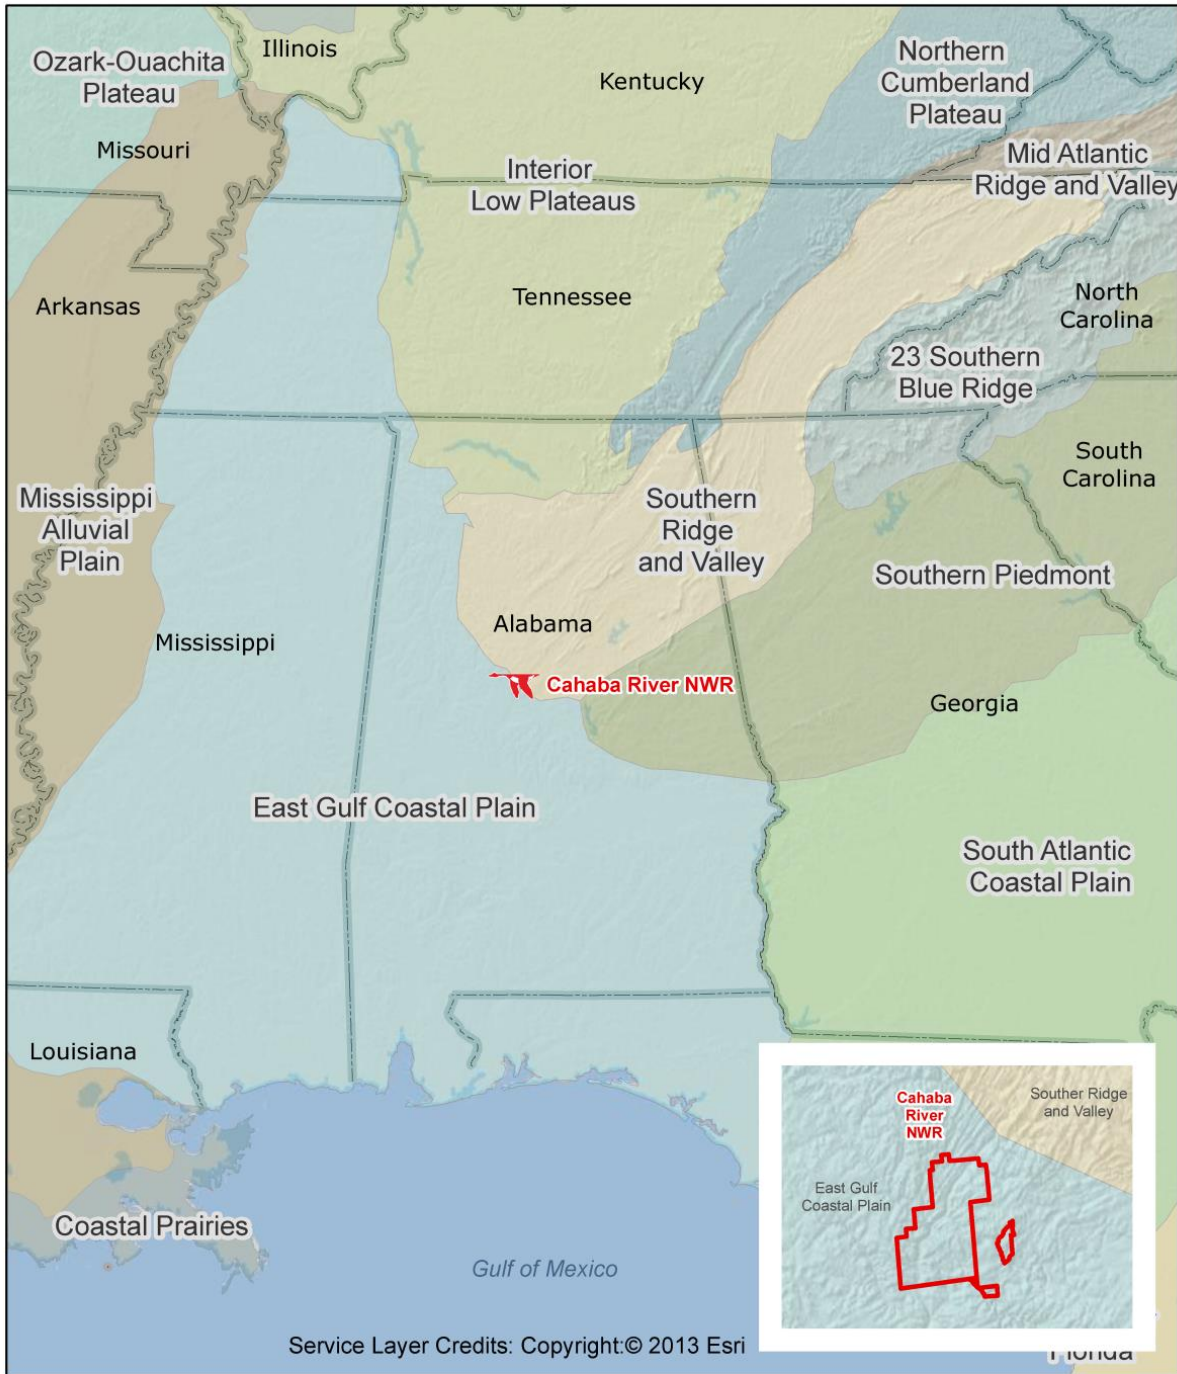 Illinois
Ozark-Ouachita
Plateau
Kentucky
Northern
Cumberland
Plateau
Missouri
Interior
Low Plateaus
Mid Atlantic
Ridge and Valley
Arkansas
Tennessee
North
Carolina
23 Southern
Blue Ridge
South
Carolina
Mississippi
Alluvial
Plain
Southern
Ridge
and Valley
Southern Piedmont
Mississippi
Alabama
Cahaba River NWR
Georgia
East Gulf Coastal Plain
South Atlantic
Coastal Plain
Louisiana
Cahaba
River
NWR
Souther Ridge
and Valley
East Gulf
Coastal Plain
Coastal Prairies
Gulf of Mexico
Service Layer Credits: Copyright:© 2013 Esri
Florida